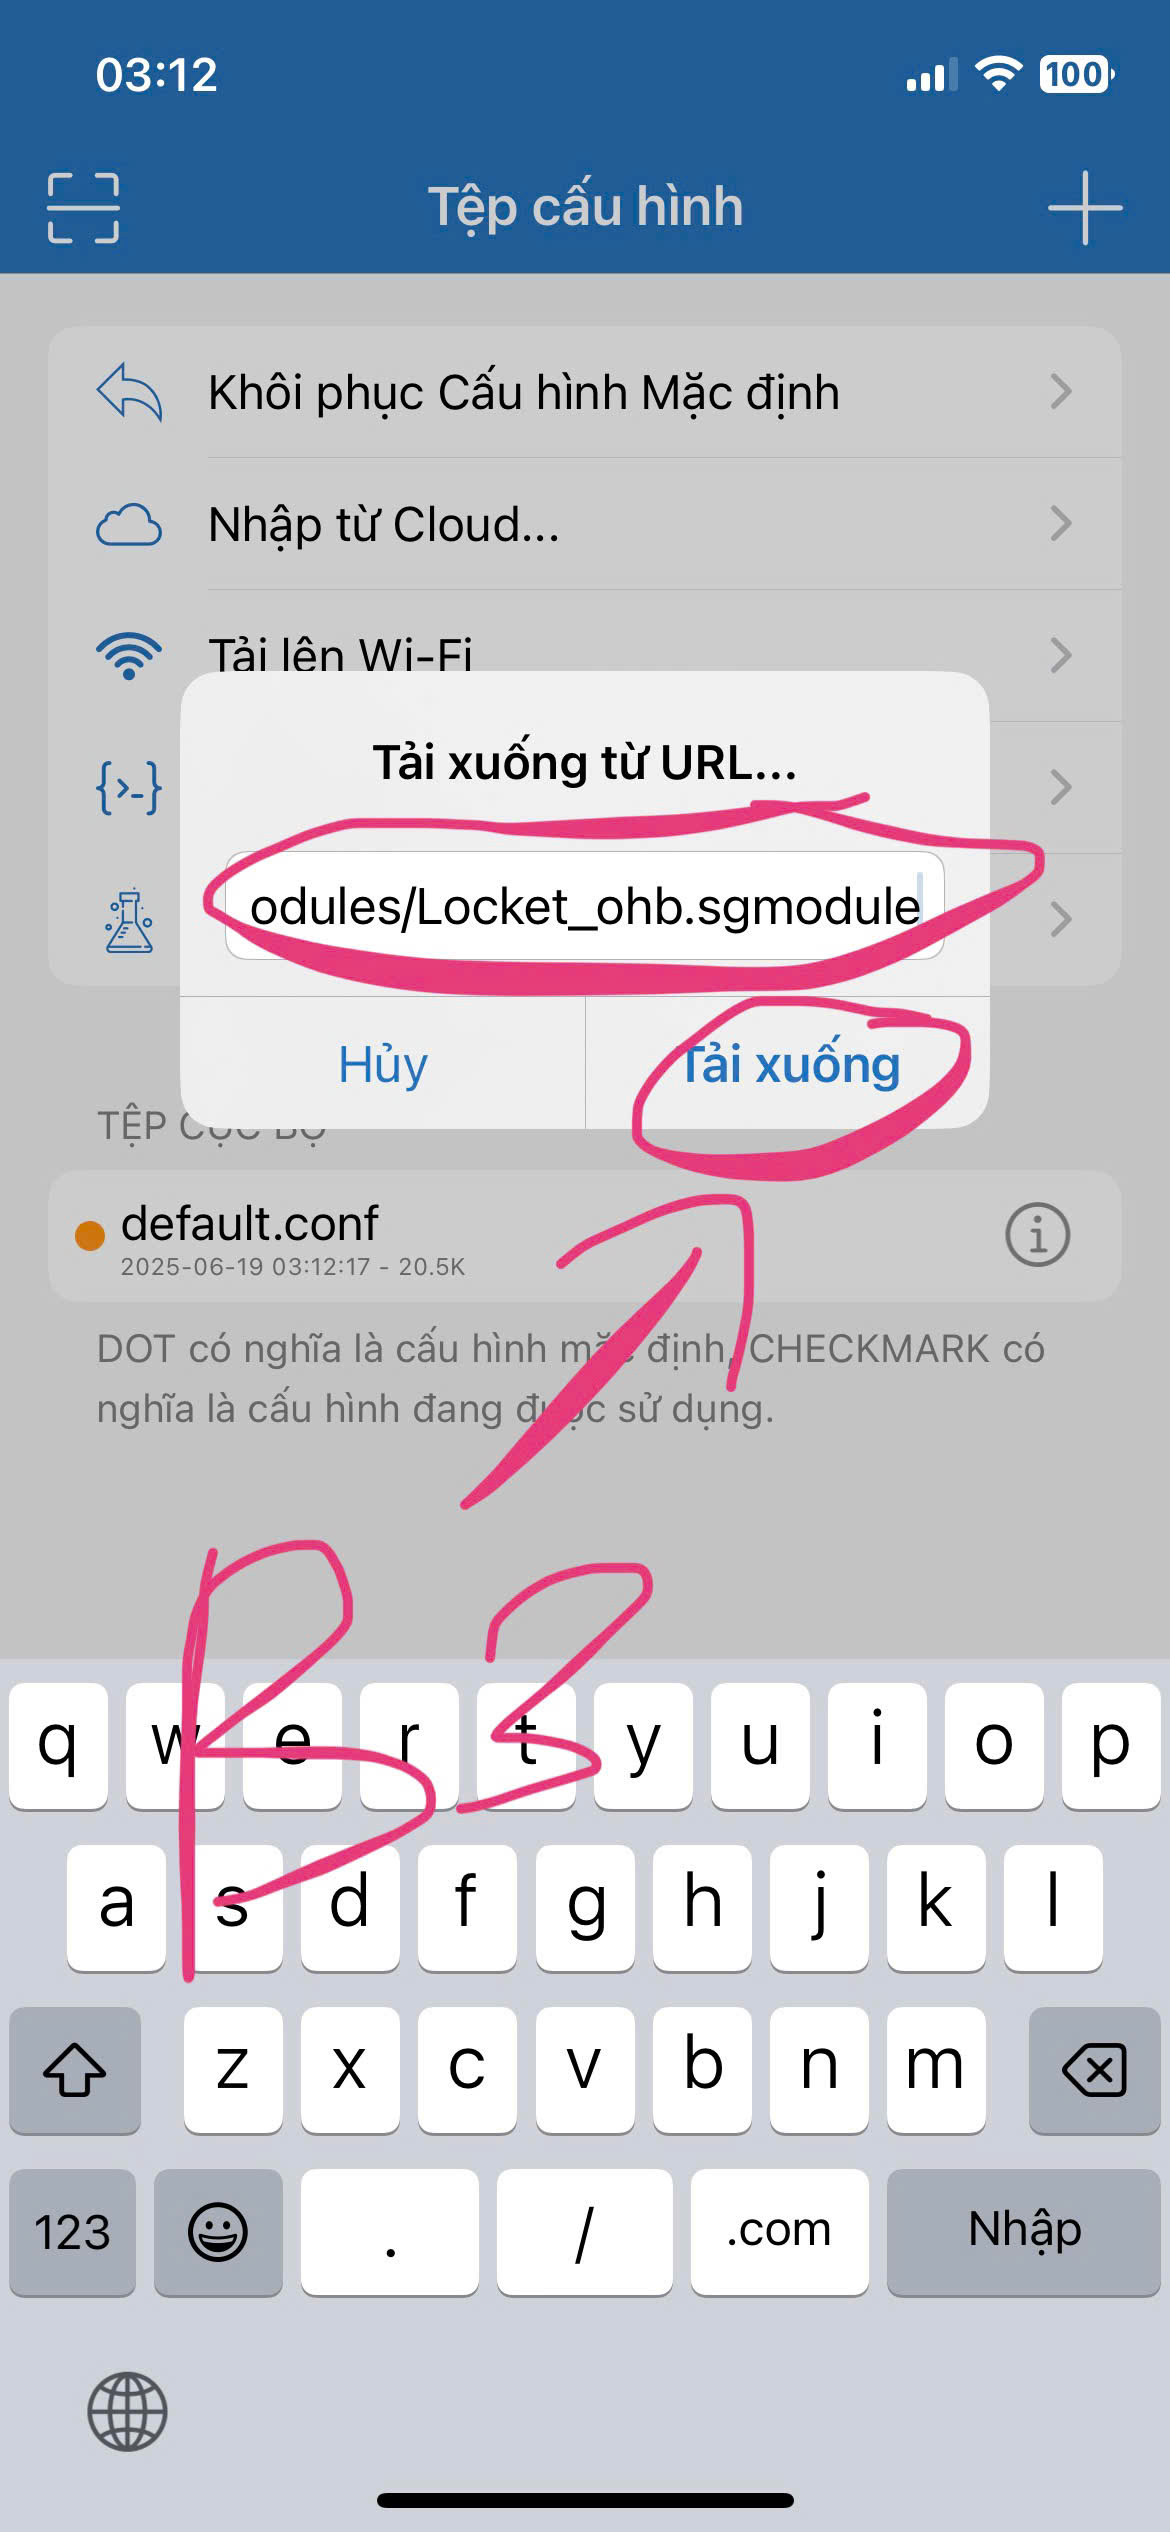 03:12
100
Tệp cấu hình
Khôi phục Cấu hình Mặc định
Nhập từ Cloud...
Tải lên Wi-Fi
Tải xuống từ URL...
odules/Locket_ohb.sgmodule
Hủy
Tải xuống
TỆP CỤC BỘ
default.conf
2025-06-19 03:12:17 - 20.5K
DOT có nghĩa là cấu hình mặc định, CHECKMARK có
nghĩa là cấu hình đang được sử dụng.
B3
q w e r t y u i o p
a s d f g h j k l
z x c v b n m
123 . / .com Nhập